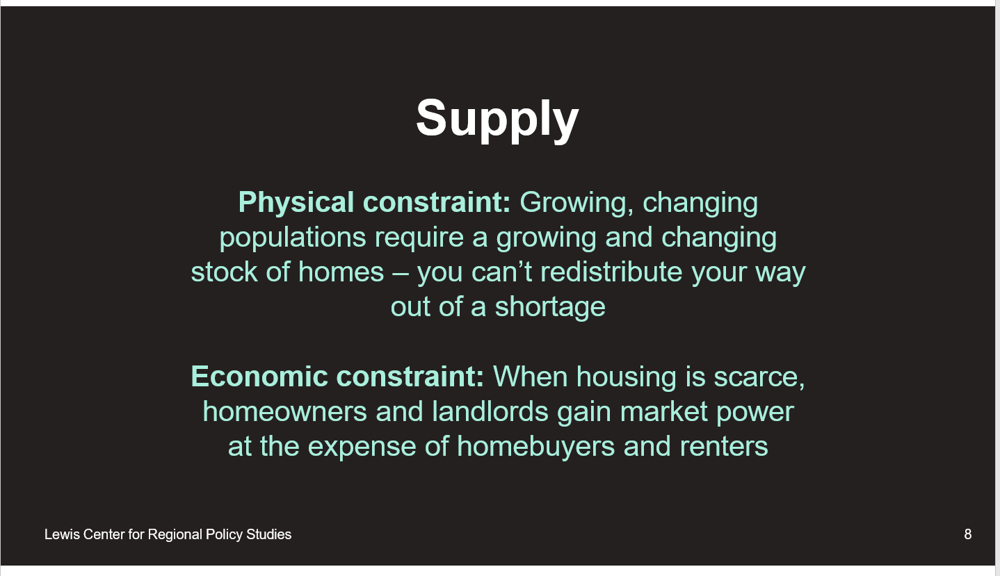 Supply
Physical constraint: Growing, changing
populations require a growing and changing
stock of homes – you can’t redistribute your way
out of a shortage
Economic constraint: When housing is scarce,
homeowners and landlords gain market power
at the expense of homebuyers and renters
Lewis Center for Regional Policy Studies
8